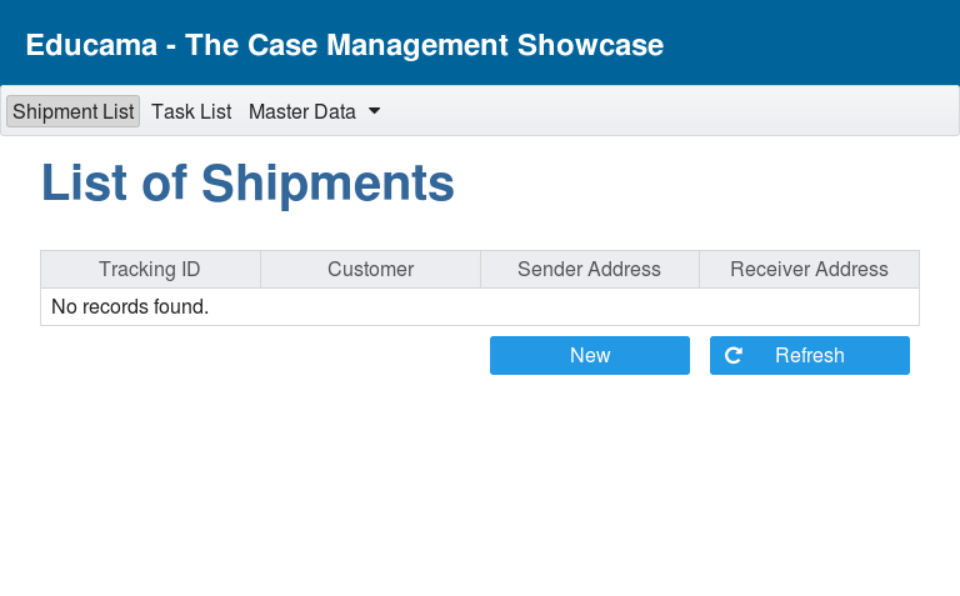 Educama - The Case Management Showcase
Shipment List Task List Master Data
List of Shipments
Tracking ID Customer Sender Address Receiver Address
No records found.
New Refresh